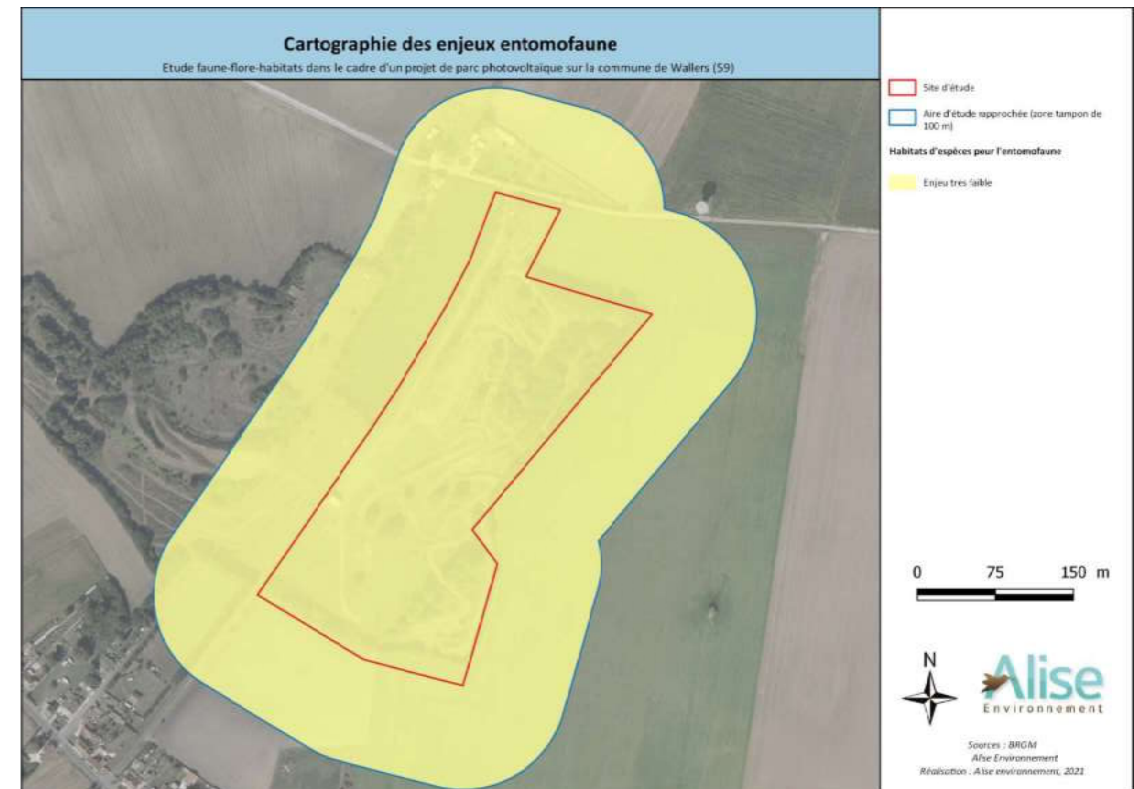 Cartographie des enjeux entomofaune
Etude faune-flore-habitats dans le cadre d'un projet de parc photovoltaïque sur la commune de Wallers (59)
Site d'étude
Aire d'étude rapprochée (zone tampon de
100 m)
Habitats d'espèces pour l'entomofaune
Enjeu tres faible
0 75 150 m
N
Alise
Environnement
Sources : BRGM
Alise Environnement
Réalisation : Alise environnement, 2021